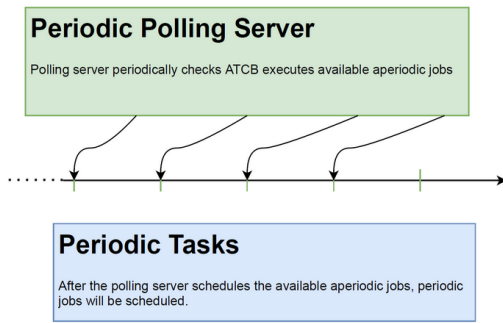 Periodic Polling Server
Polling server periodically checks ATCB executes available aperiodic jobs
Periodic Tasks
After the polling server schedules the available aperiodic jobs, periodic
jobs will be scheduled.